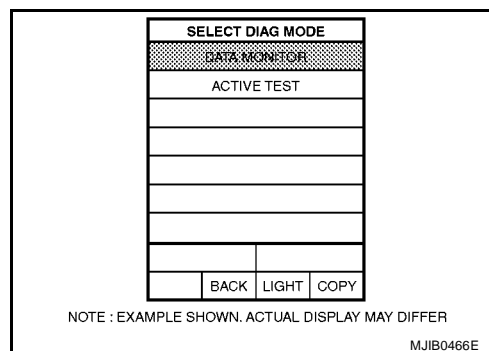 SELECT DIAG MODE
DATA MONITOR
ACTIVE TEST
BACK LIGHT COPY
NOTE : EXAMPLE SHOWN. ACTUAL DISPLAY MAY DIFFER
MJIB0466E